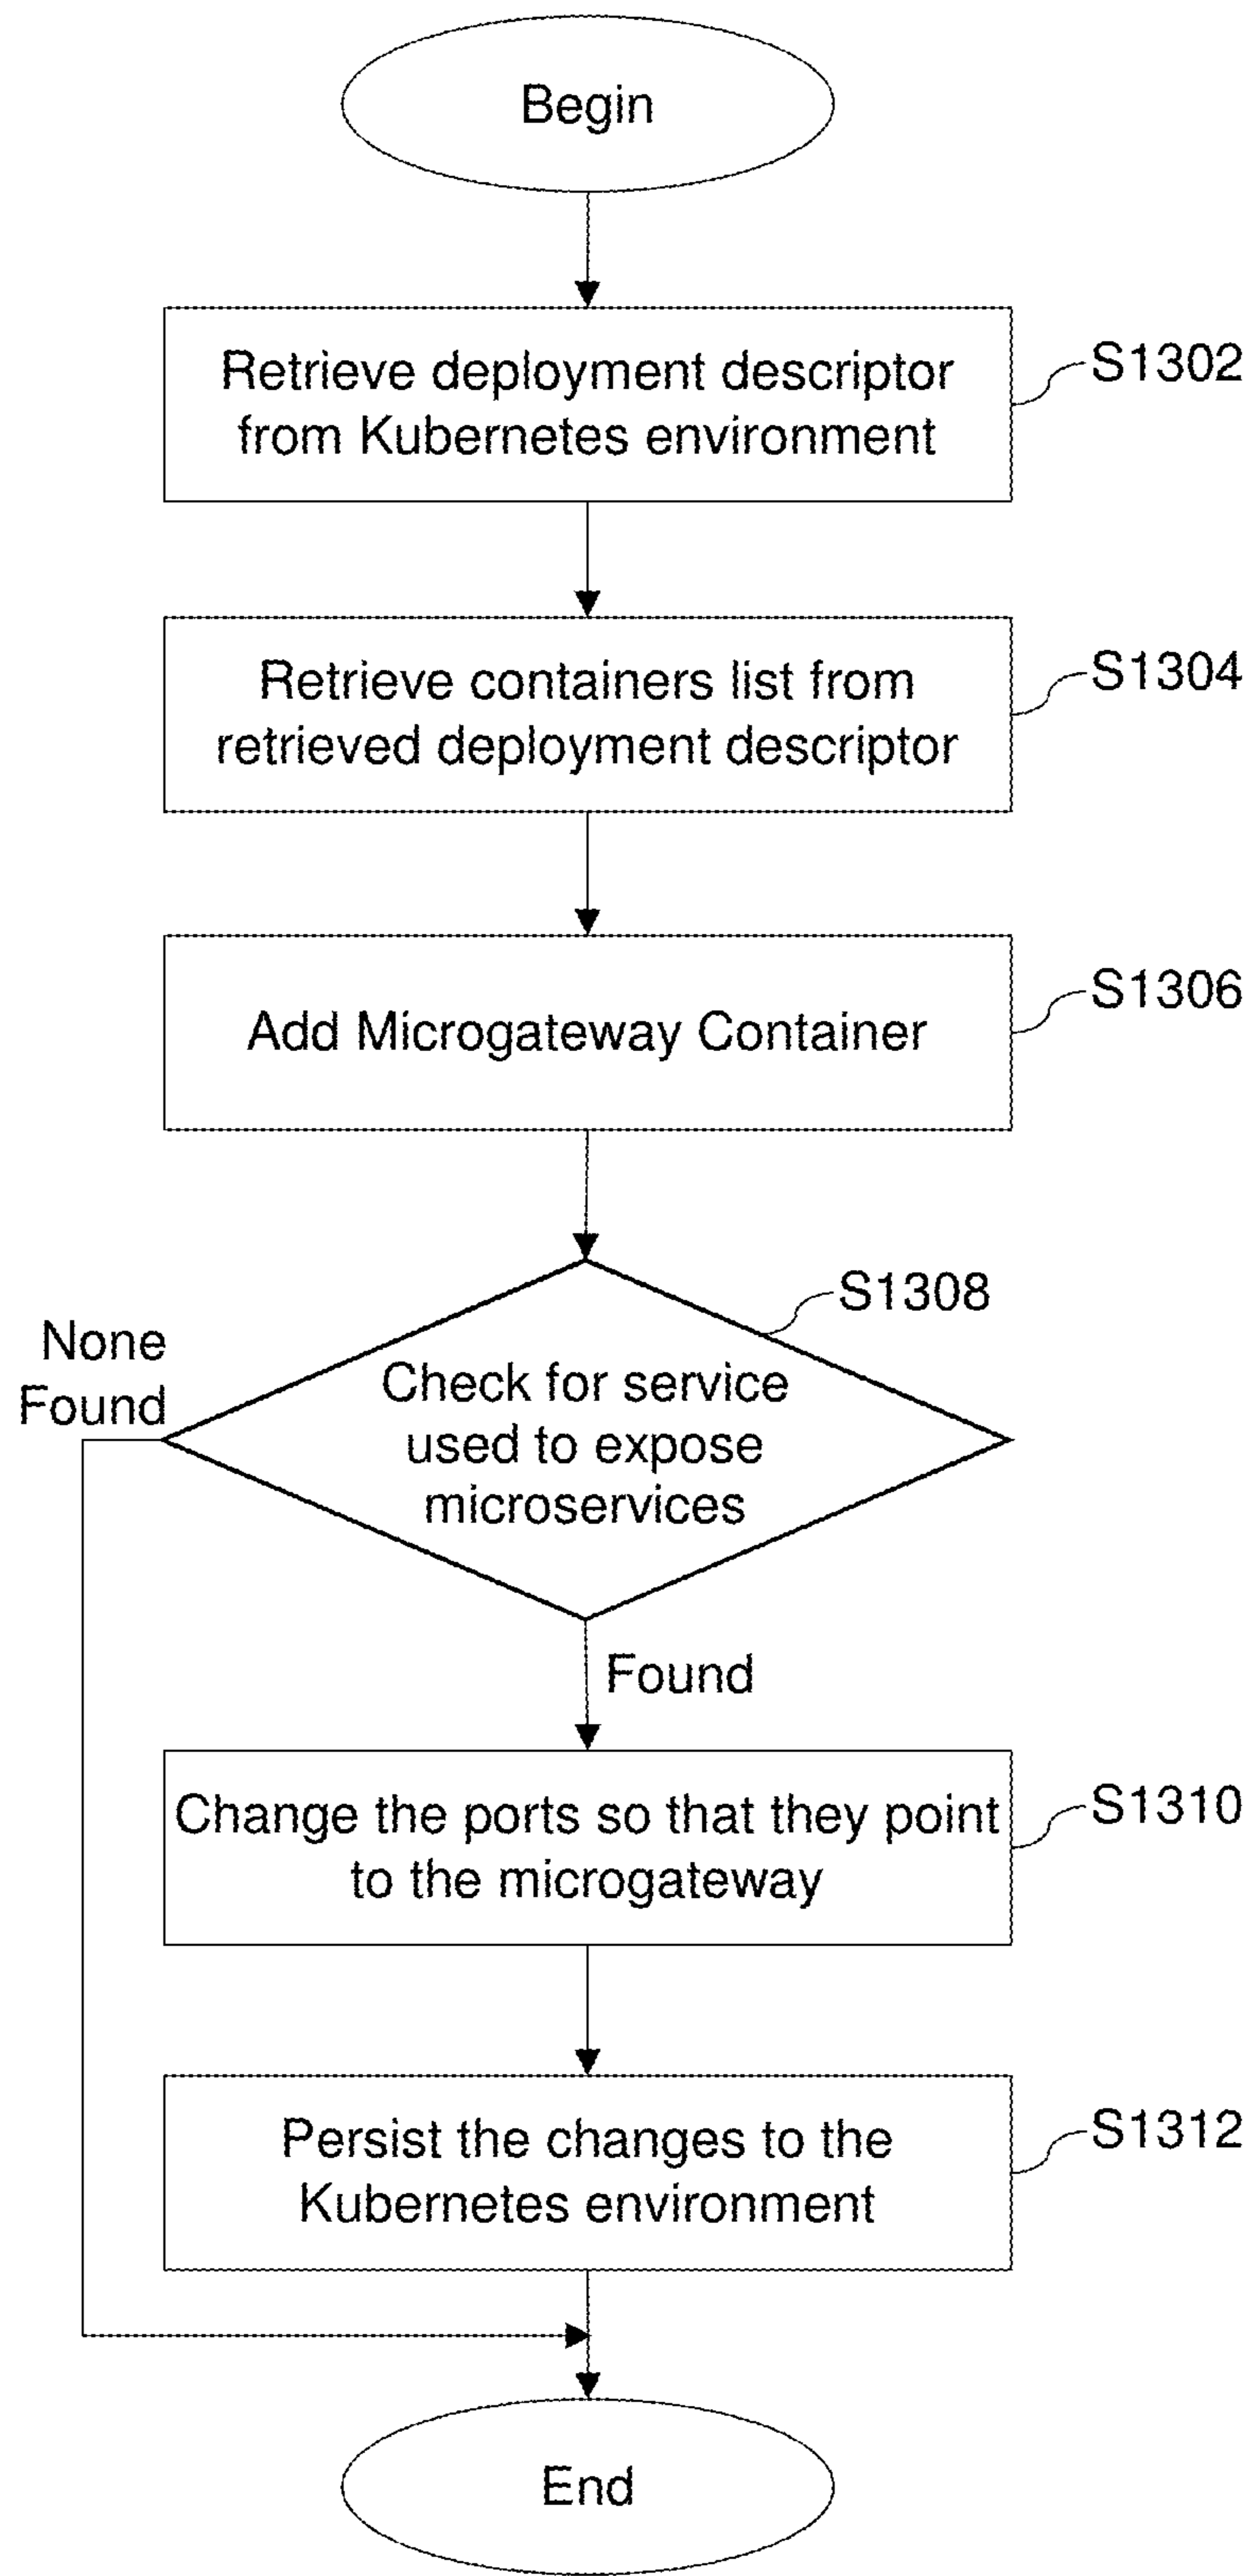 Begin
Retrieve deployment descriptor
from Kubernetes environment
S1302
Retrieve containers list from
retrieved deployment descriptor
S1304
Add Microgateway Container
S1306
S1308
Check for service
used to expose
microservices
None
Found
Found
Change the ports so that they point
to the microgateway
S1310
Persist the changes to the
Kubernetes environment
S1312
End